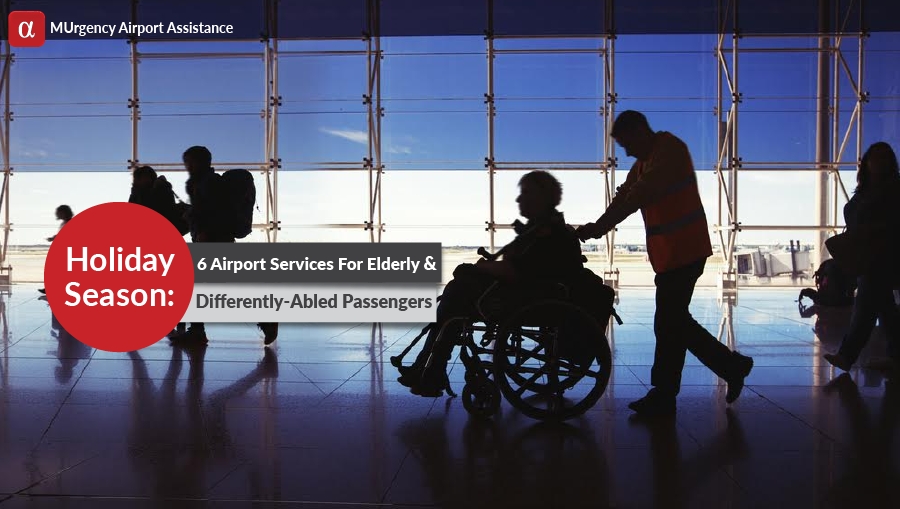 α MUrgency Airport Assistance
Holiday
Season:
6 Airport Services For Elderly &
Differently-Abled Passengers